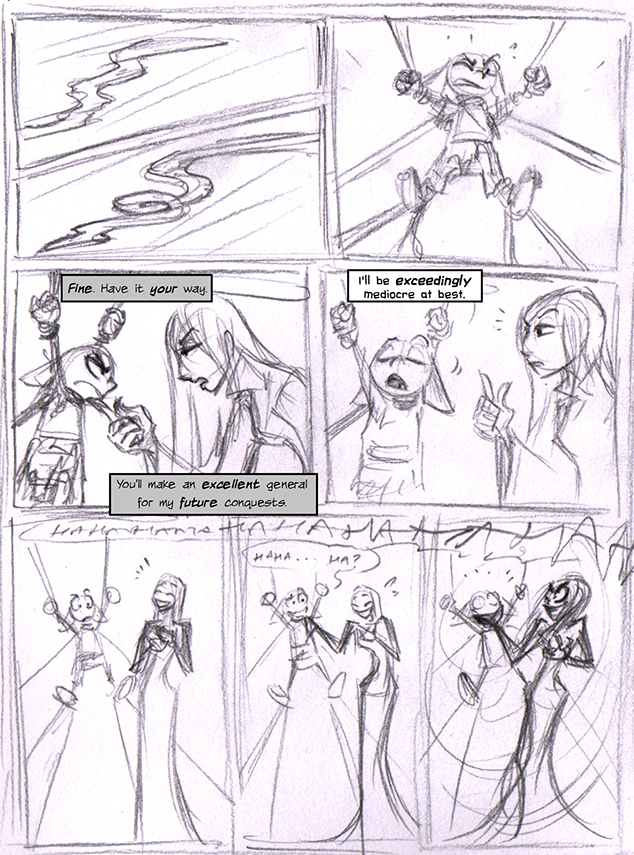 Fine. Have it your way.
I'll be exceedingly
mediocre at best.
You'll make an excellent general
for my future conquests.
HAHAHAHAHAHAHAHAHAHAHAHA
HAHA... HA?